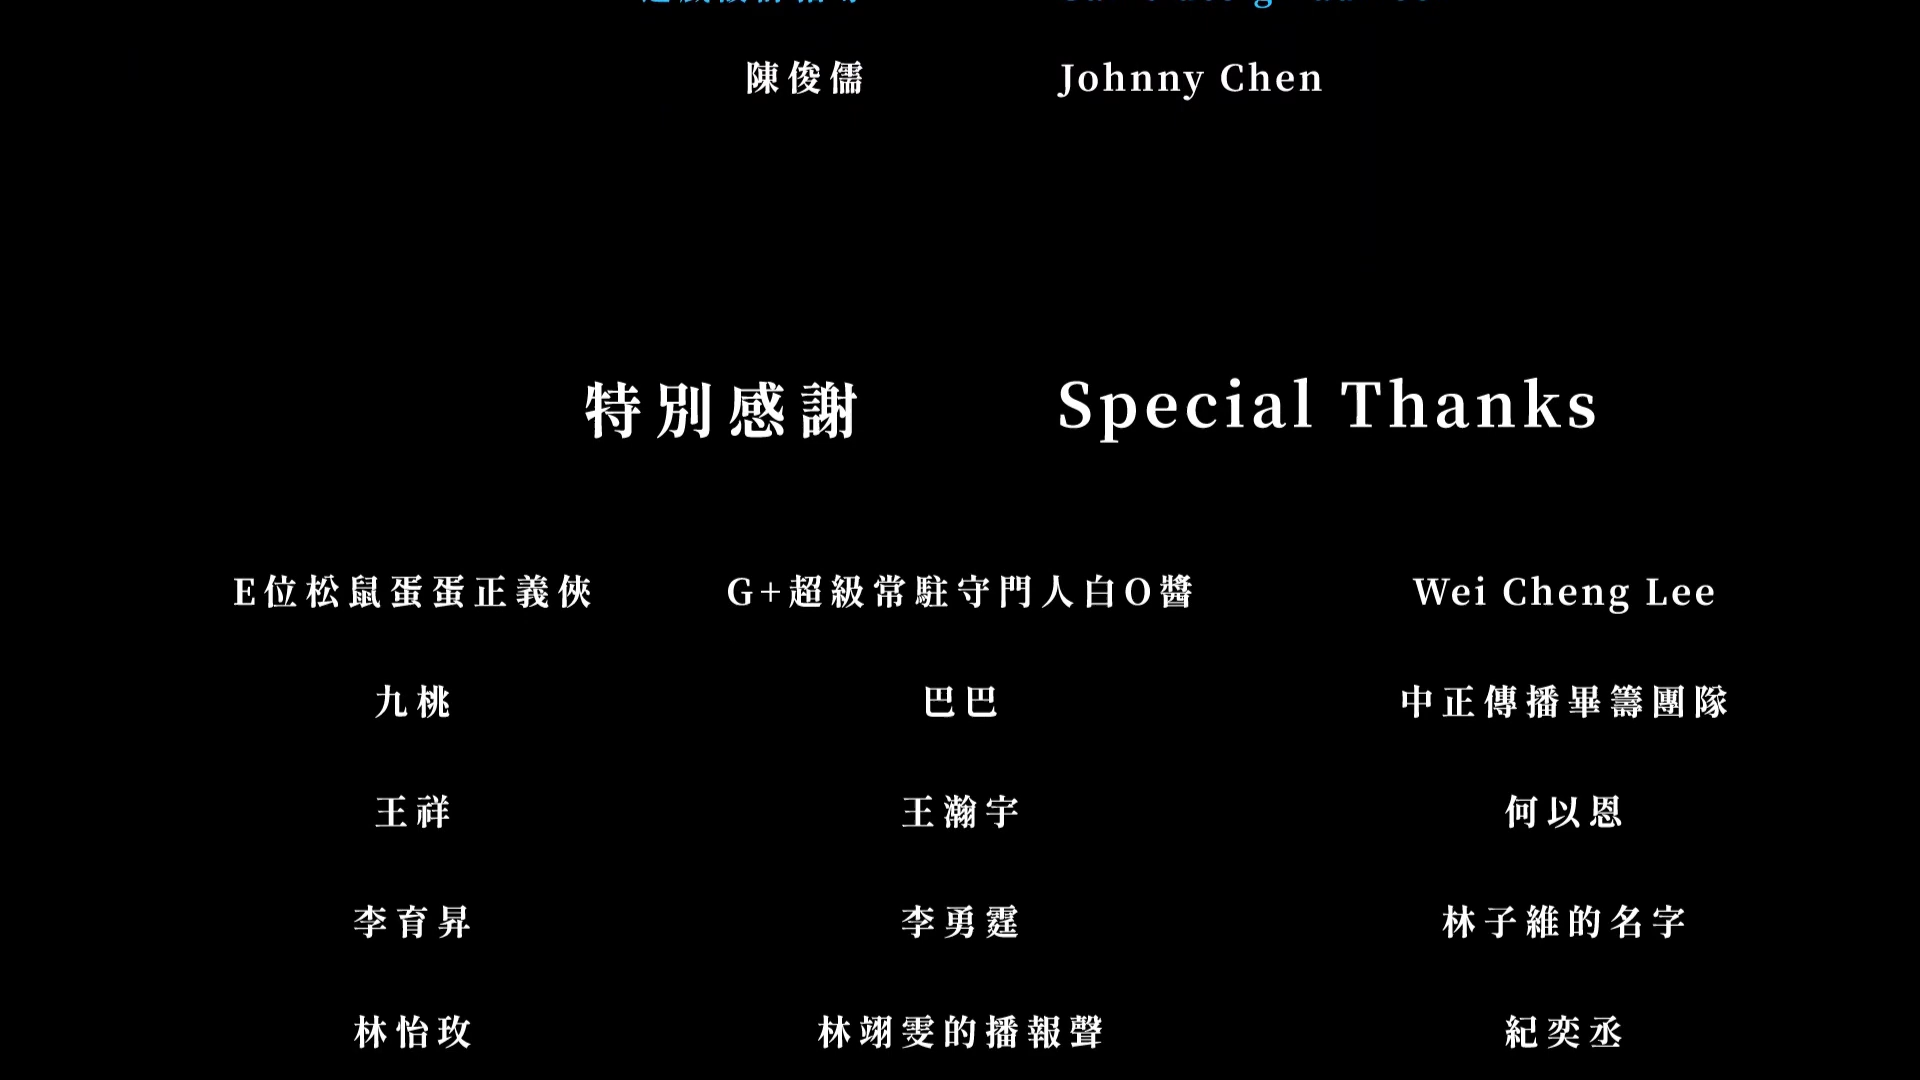 陳俊儒 Johnny Chen
特別感謝 Special Thanks
E位松鼠蛋蛋正義俠 G+超級常駐守門人白O醬 Wei Cheng Lee
九桃 巴巴 中正傳播畢籌團隊
王祥 王瀚宇 何以恩
李育昇 李勇霆 林子維的名字
林怡玫 林翊雯的播報聲 紀奕丞